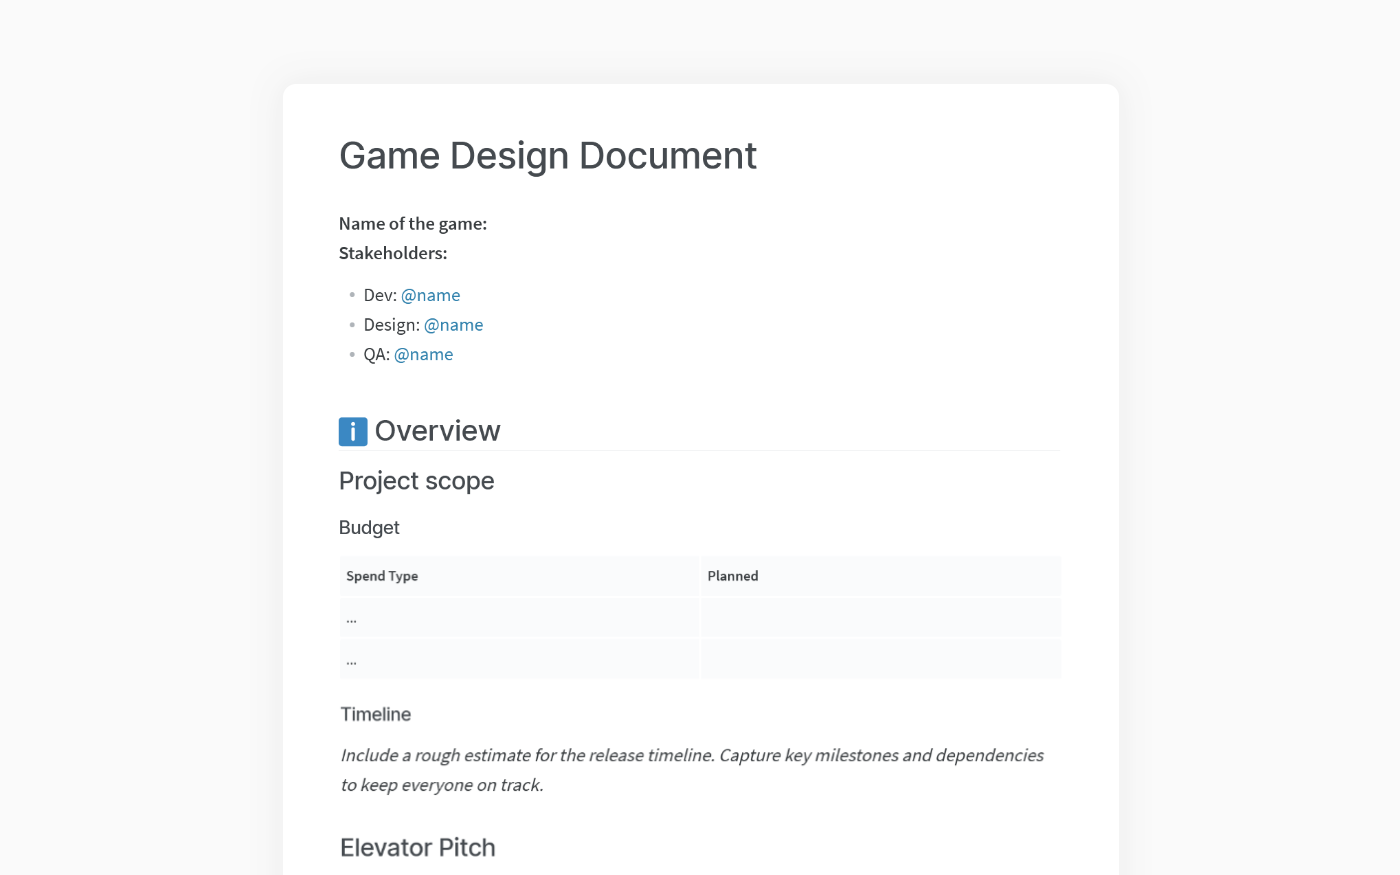 Game Design Document
Name of the game:
Stakeholders:
• Dev: @name
• Design: @name
• QA: @name
i Overview
Project scope
Budget
Spend Type Planned
...
...
Timeline
Include a rough estimate for the release timeline. Capture key milestones and dependencies
to keep everyone on track.
Elevator Pitch